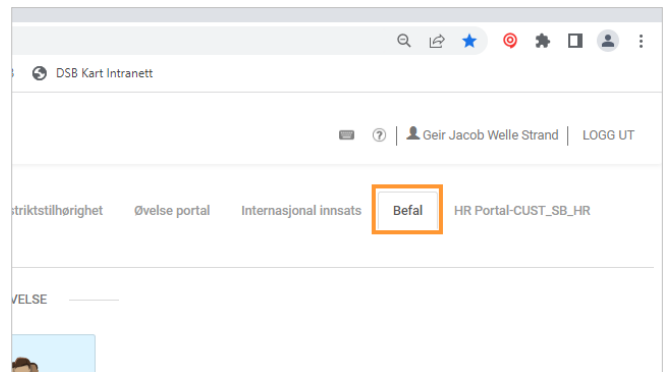 DSB Kart Intranett
Geir Jacob Welle Strand LOGG UT
striktstilhørighet Øvelse portal Internasjonal innsats Befal HR Portal-CUST_SB_HR
VELSE